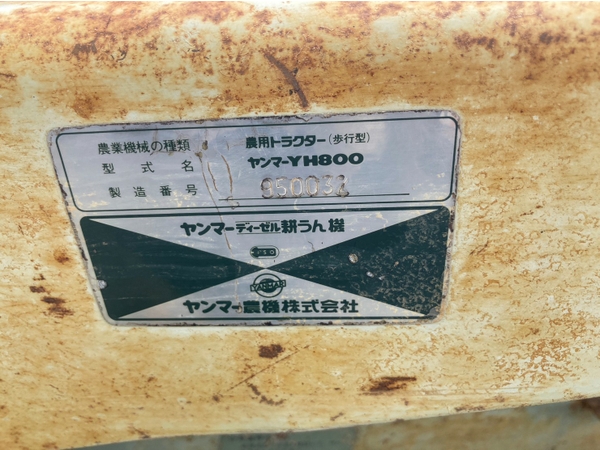 農業機械の種類 農用トラクター(歩行型)
型式名 ヤンマーYH800
製造番号 850032
ヤンマーディーゼル耕うん機
YANMAR
ヤンマー農機株式会社